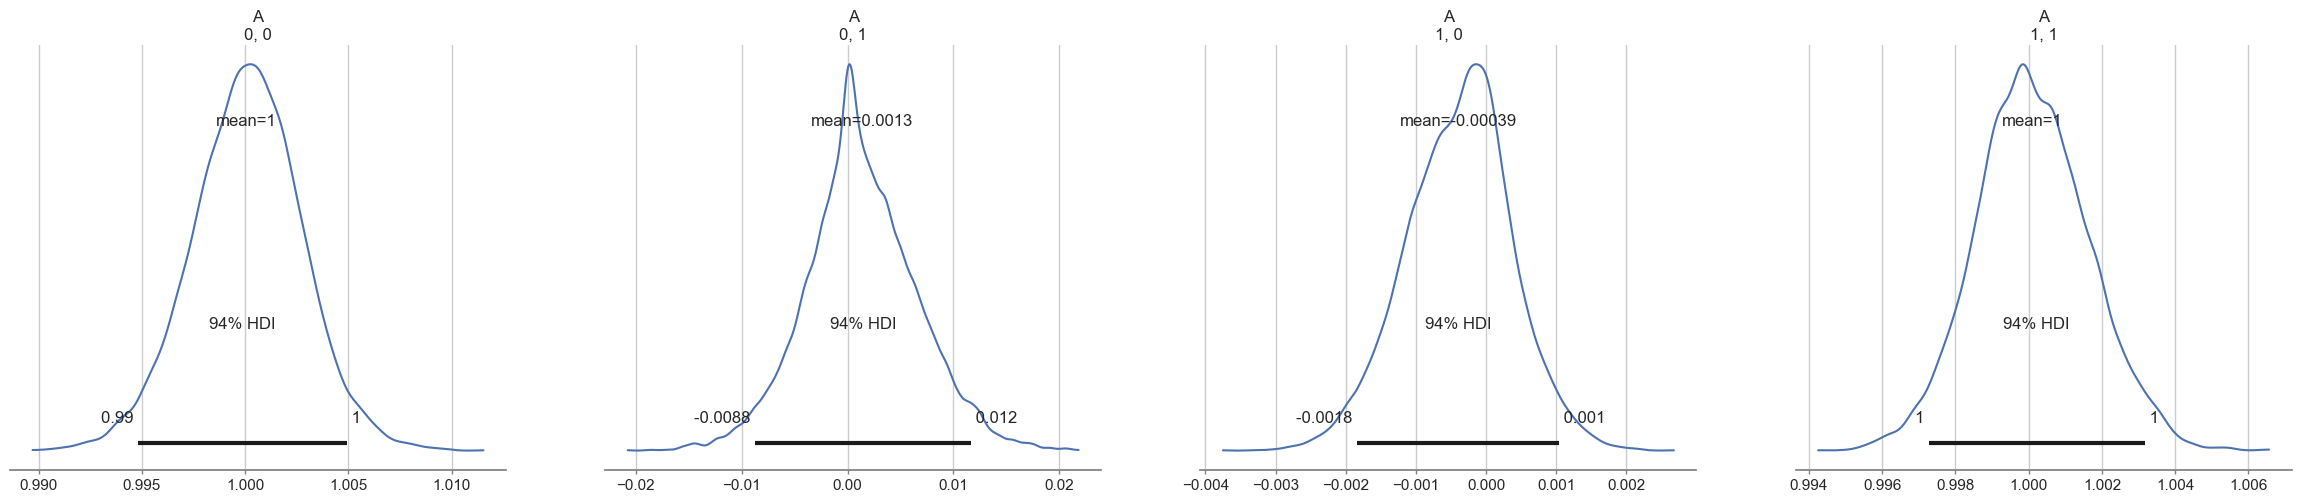 A
0, 0
mean=1
94% HDI
0.99
1
0.990 0.995 1.000 1.005 1.010
A
0, 1
mean=0.0013
94% HDI
-0.0088
0.012
−0.02 −0.01 0.00 0.01 0.02
A
1, 0
mean=-0.00039
94% HDI
-0.0018
0.001
−0.004 −0.003 −0.002 −0.001 0.000 0.001 0.002
A
1, 1
mean=1
94% HDI
1
1
0.994 0.996 0.998 1.000 1.002 1.004 1.006